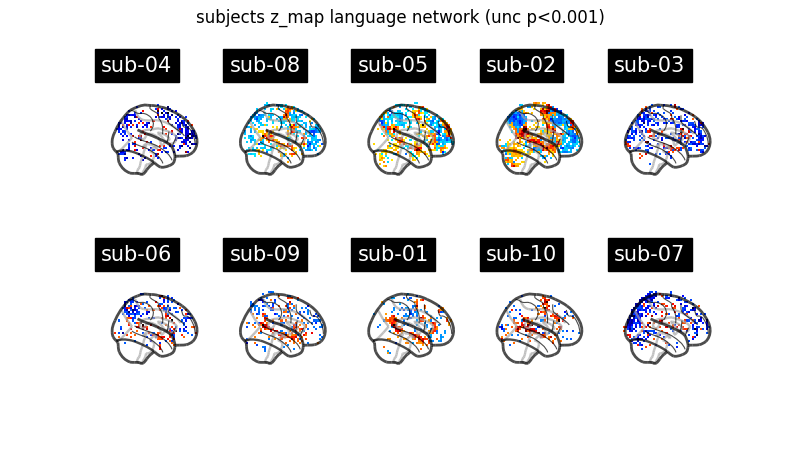 subjects z_map language network (unc p<0.001)
sub-04 sub-08 sub-05 sub-02 sub-03
sub-06 sub-09 sub-01 sub-10 sub-07